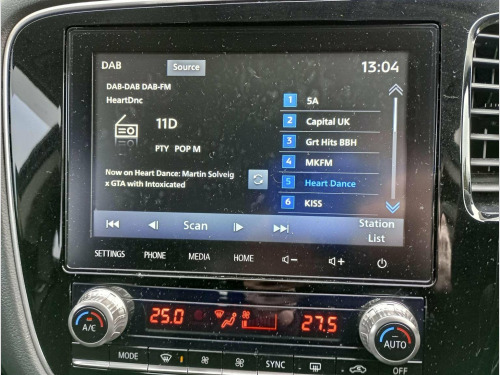 DAB
Source
13:04
DAB-DAB DAB-FM
HeartDnc
11D
PTY POP M
Now on Heart Dance: Martin Solveig
x GTA with Intoxicated
1 5A
2 Capital UK
3 Grt Hits BBH
4 MKFM
5 Heart Dance
6 KISS
Scan
Station
List
SETTINGS PHONE MEDIA HOME
25.0
27.5
A/C
AUTO
MODE
SYNC
OFF